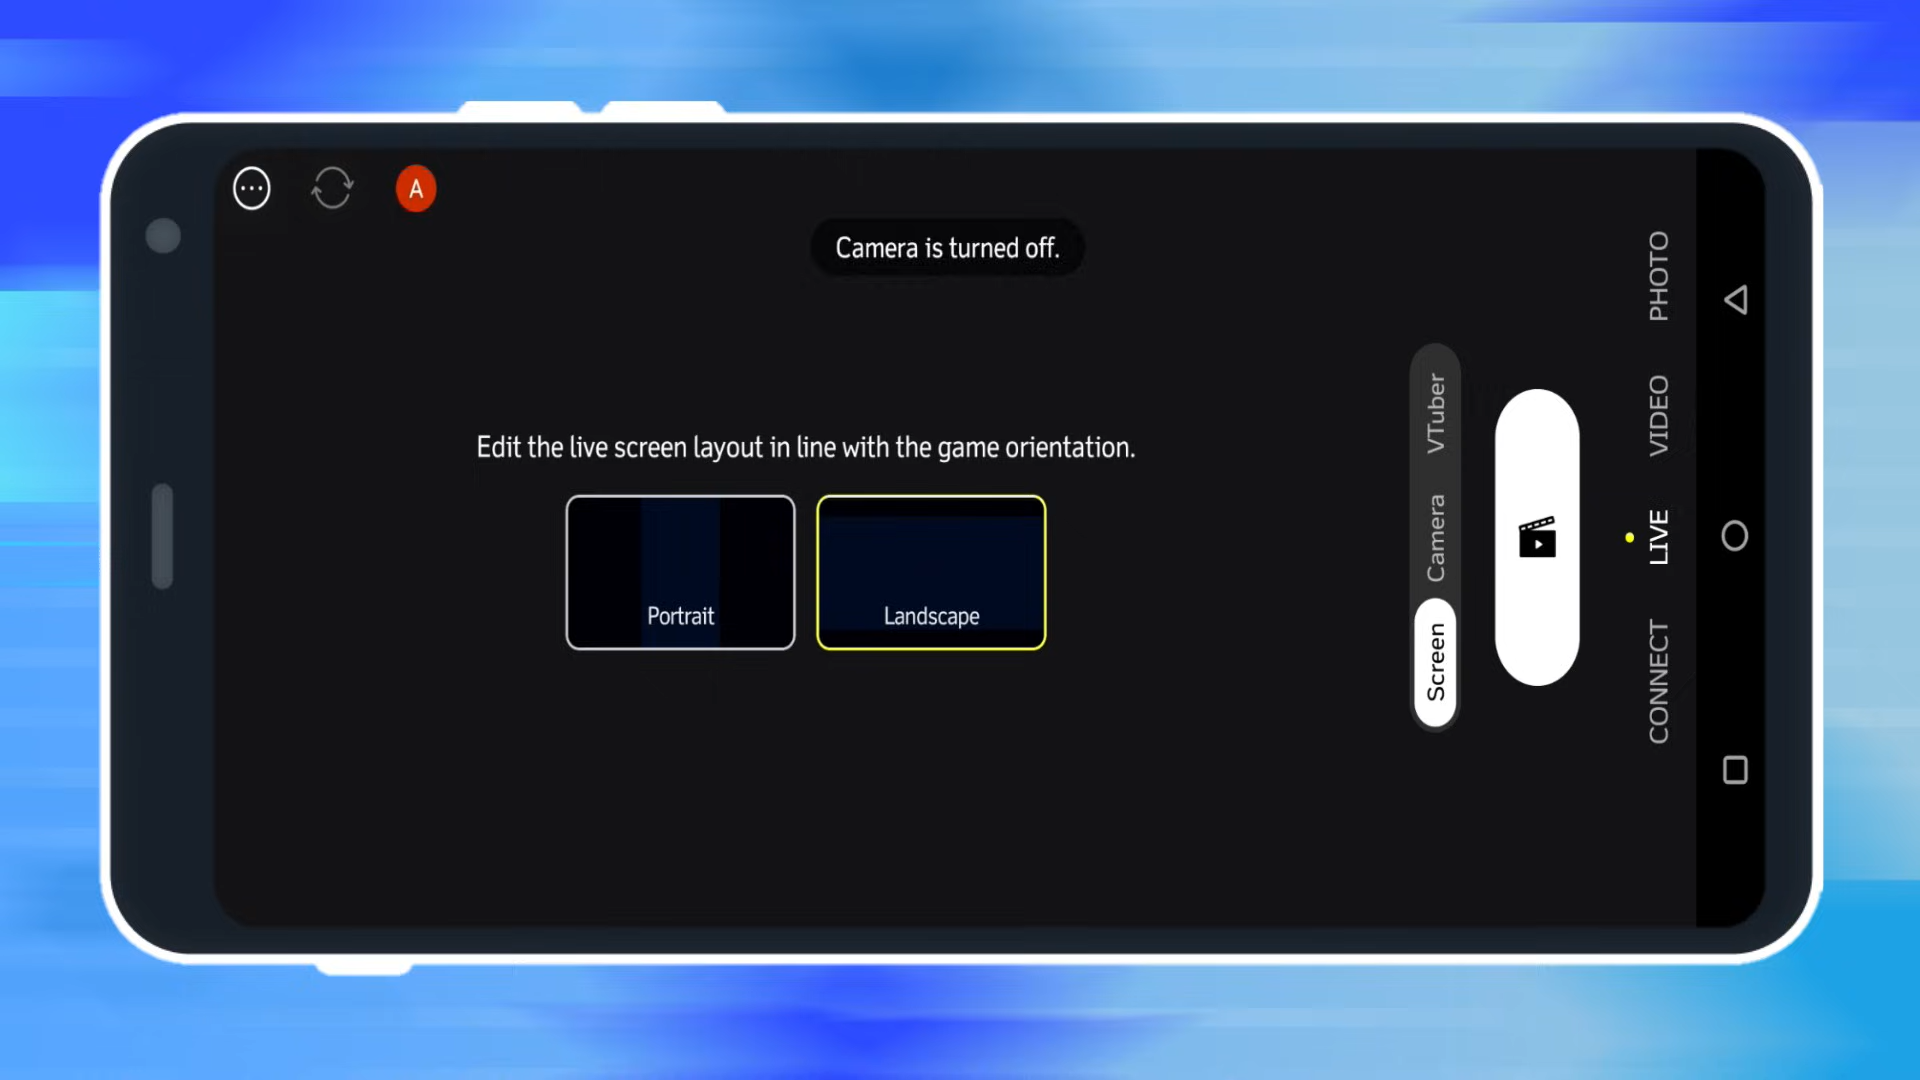 A
Camera is turned off.
Edit the live screen layout in line with the game orientation.
Portrait
Landscape
Screen
Camera
VTuber
CONNECT
LIVE
VIDEO
PHOTO